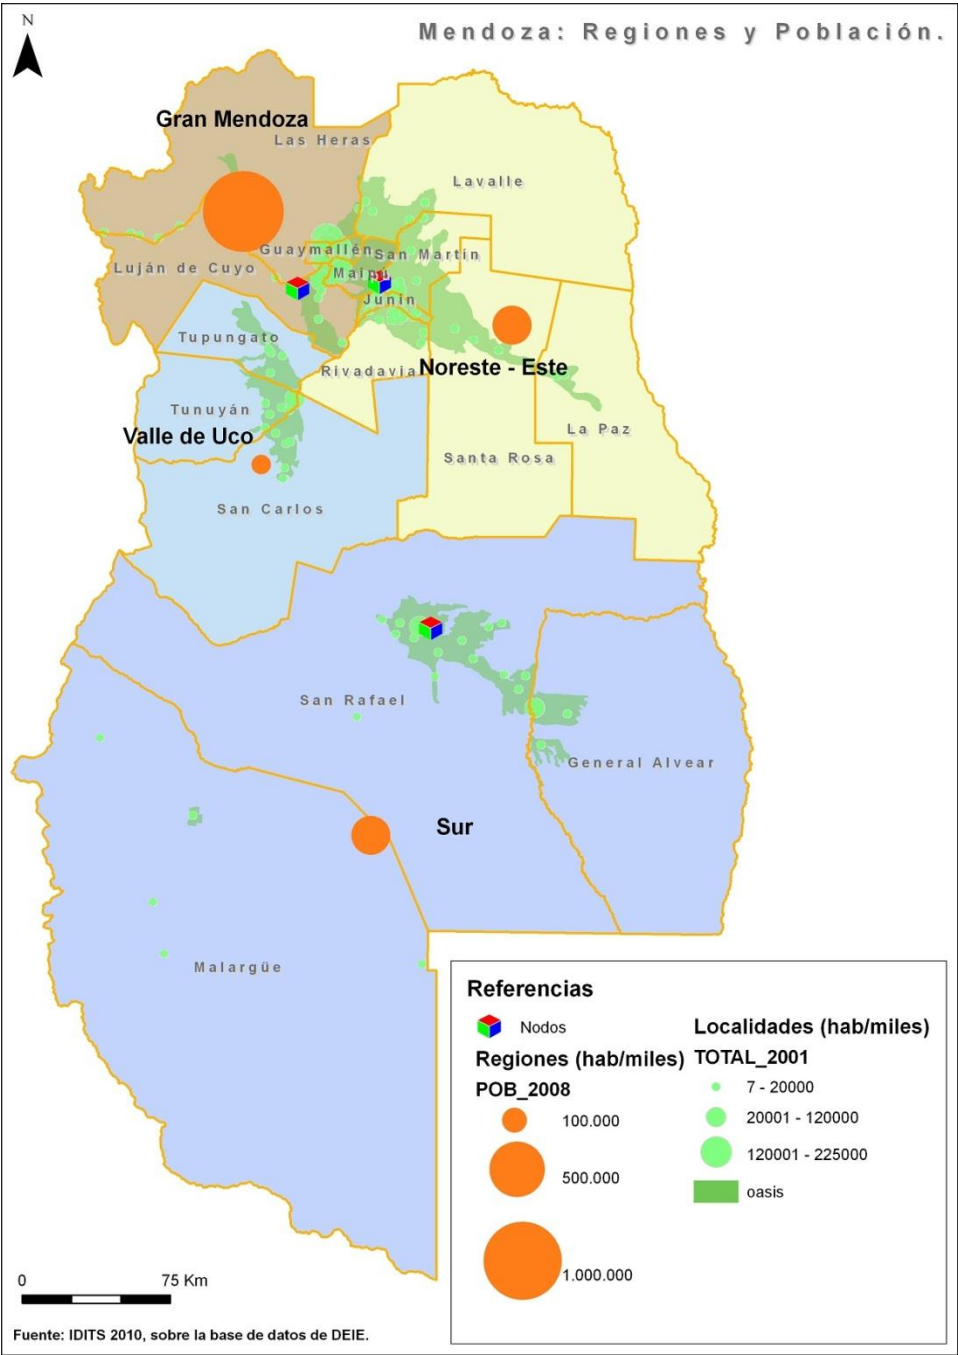 Mendoza: Regiones y Población.
N
Gran Mendoza
Las Heras
Lavalle
Guaymallén
San Martín
Luján de Cuyo
Maipú
Junin
Tupungato
Rivadavia
Noreste - Este
Tunuyán
La Paz
Valle de Uco
Santa Rosa
San Carlos
San Rafael
General Alvear
Sur
Malargüe
Referencias
Nodos
Regiones (hab/miles)
POB_2008
100.000
500.000
1.000.000
Localidades (hab/miles)
TOTAL_2001
7 - 20000
20001 - 120000
120001 - 225000
oasis
0 75 Km
Fuente: IDITS 2010, sobre la base de datos de DEIE.